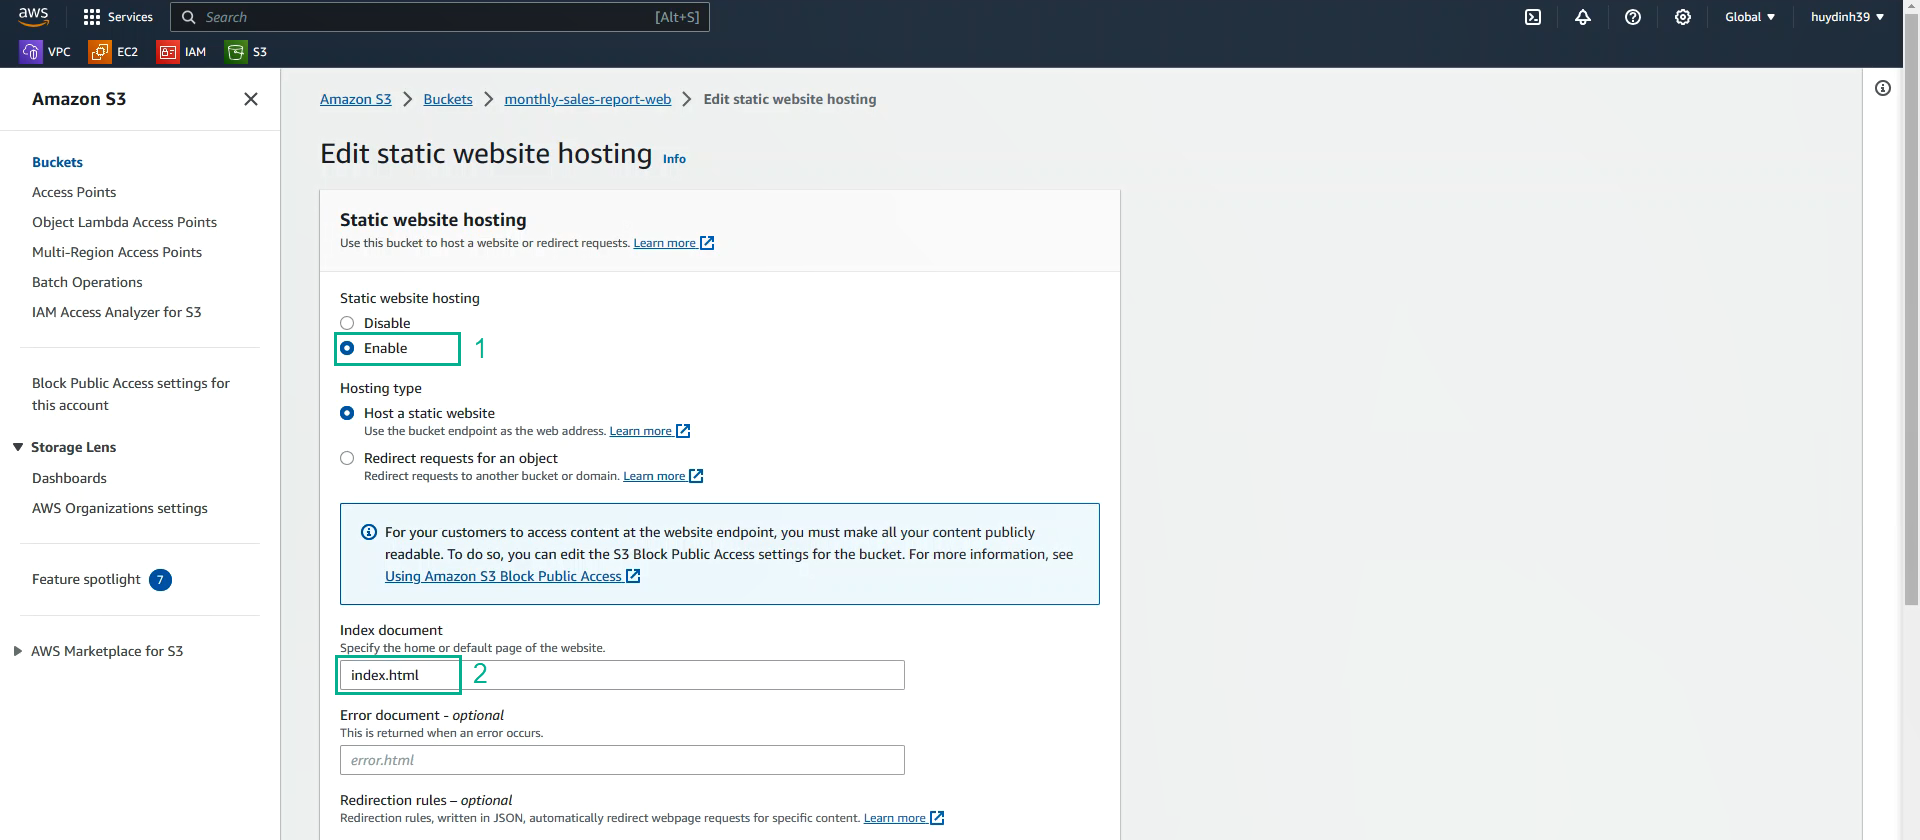 aws
Services
Search
[Alt+S]
Global
huydinh39
VPC
EC2
IAM
S3
Amazon S3
Buckets
Access Points
Object Lambda Access Points
Multi-Region Access Points
Batch Operations
IAM Access Analyzer for S3
Block Public Access settings for
this account
Storage Lens
Dashboards
AWS Organizations settings
Feature spotlight 7
AWS Marketplace for S3
Amazon S3 > Buckets > monthly-sales-report-web > Edit static website hosting
Edit static website hosting Info
Static website hosting
Use this bucket to host a website or redirect requests. Learn more
Static website hosting
Disable
Enable 1
Hosting type
Host a static website
Use the bucket endpoint as the web address. Learn more
Redirect requests for an object
Redirect requests to another bucket or domain. Learn more
For your customers to access content at the website endpoint, you must make all your content publicly
readable. To do so, you can edit the S3 Block Public Access settings for the bucket. For more information, see
Using Amazon S3 Block Public Access
Index document
Specify the home or default page of the website.
index.html 2
Error document - optional
This is returned when an error occurs.
error.html
Redirection rules – optional
Redirection rules, written in JSON, automatically redirect webpage requests for specific content. Learn more